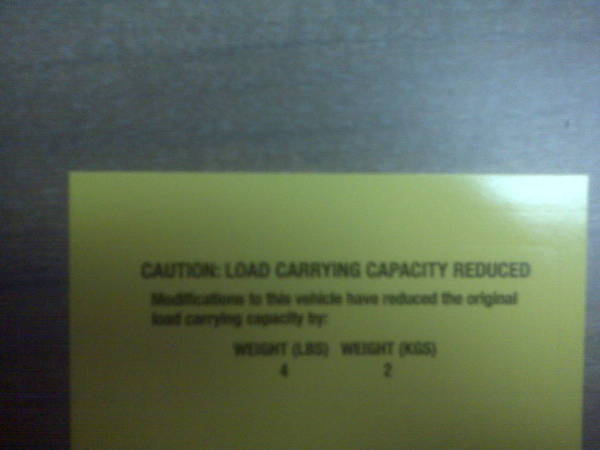 CAUTION: LOAD CARRYING CAPACITY REDUCED
Modifications to this vehicle have reduced the original
load carrying capacity by:
WEIGHT (LBS) WEIGHT (KGS)
4 2